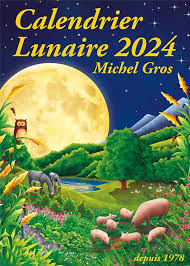 Calendrier
Lunaire 2024
Michel Gros
depuis 1978